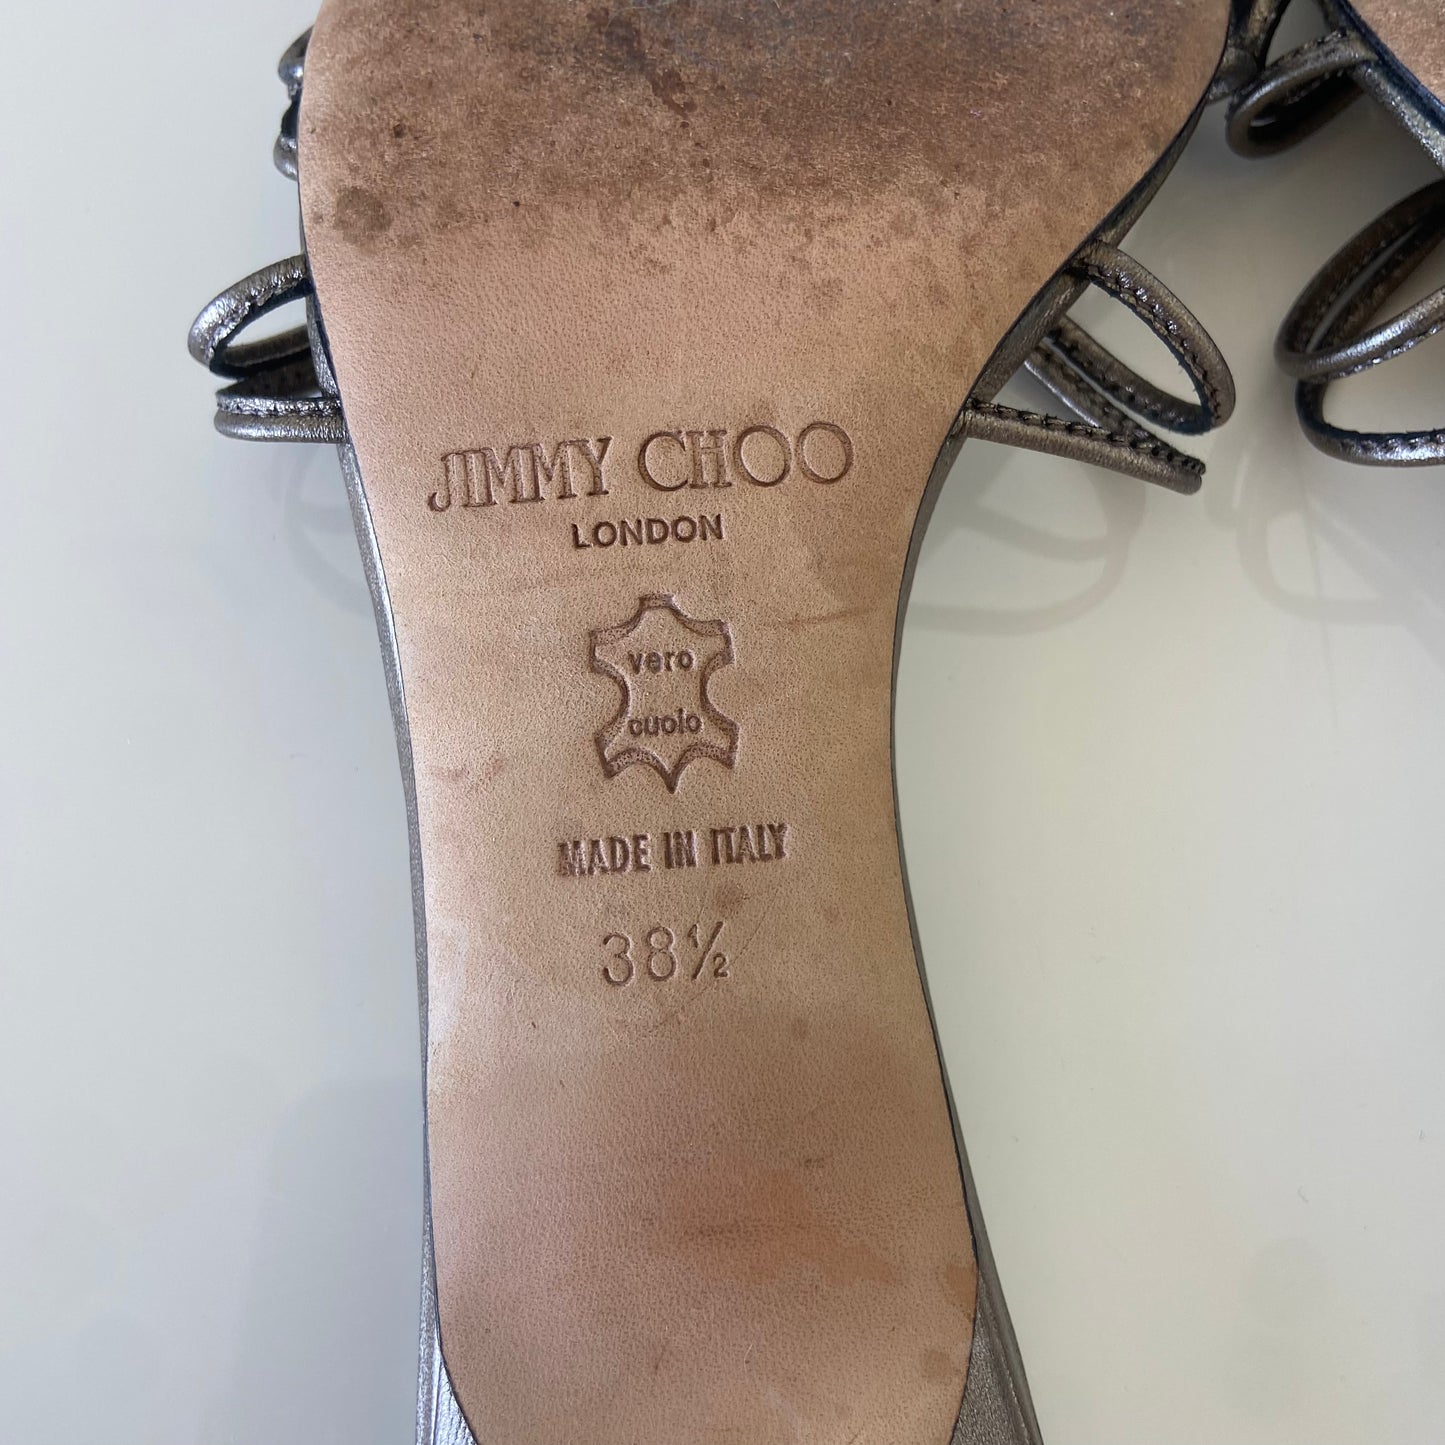 JIMMY CHOO
LONDON
vero
cuoio
MADE IN ITALY
38½